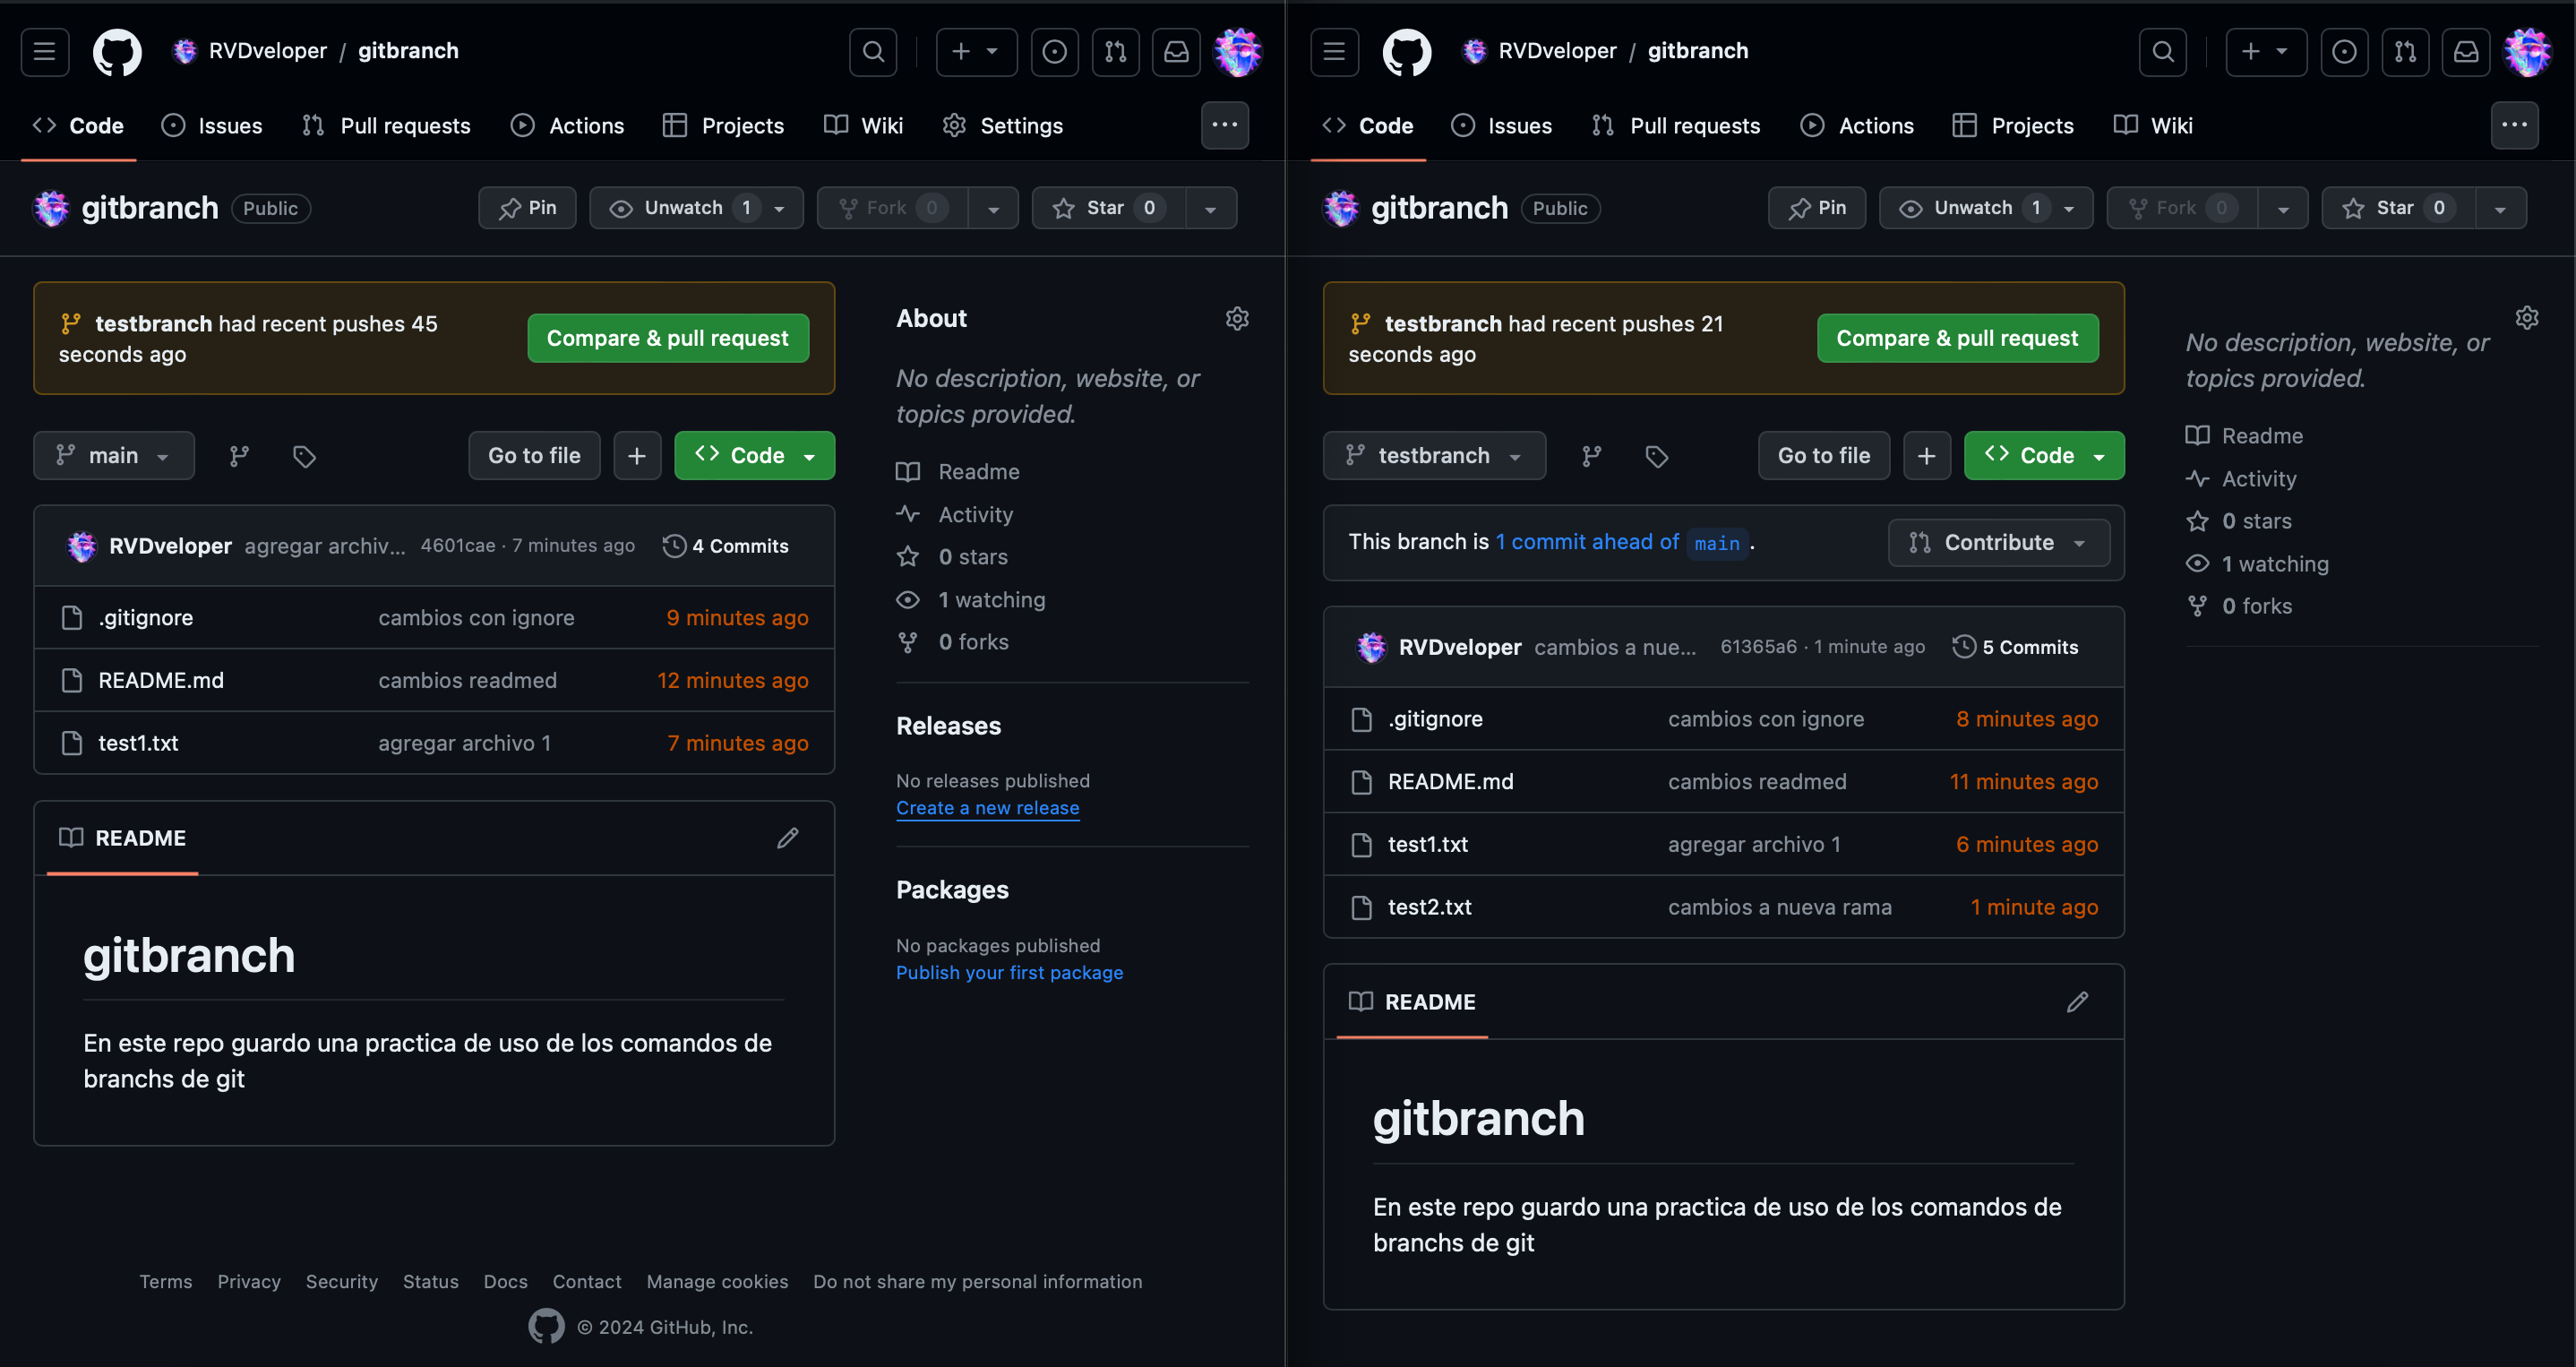 RVDveloper / gitbranch
Code Issues Pull requests Actions Projects Wiki Settings
gitbranch Public Pin Unwatch 1 Fork 0 Star 0
testbranch had recent pushes 45
seconds ago
Compare & pull request
main Go to file Code
RVDveloper agregar archiv... 4601cae · 7 minutes ago 4 Commits
.gitignore cambios con ignore 9 minutes ago
README.md cambios readmed 12 minutes ago
test1.txt agregar archivo 1 7 minutes ago
README
gitbranch
En este repo guardo una practica de uso de los comandos de
branchs de git
About
No description, website, or
topics provided.
Readme
Activity
0 stars
1 watching
0 forks
Releases
No releases published
Create a new release
Packages
No packages published
Publish your first package
Terms Privacy Security Status Docs Contact Manage cookies Do not share my personal information
© 2024 GitHub, Inc.
RVDveloper / gitbranch
Code Issues Pull requests Actions Projects Wiki
gitbranch Public Pin Unwatch 1 Fork 0 Star 0
testbranch had recent pushes 21
seconds ago
Compare & pull request
testbranch Go to file Code
This branch is 1 commit ahead of main . Contribute
RVDveloper cambios a nue... 61365a6 · 1 minute ago 5 Commits
.gitignore cambios con ignore 8 minutes ago
README.md cambios readmed 11 minutes ago
test1.txt agregar archivo 1 6 minutes ago
test2.txt cambios a nueva rama 1 minute ago
README
gitbranch
En este repo guardo una practica de uso de los comandos de
branchs de git
No description, website, or
topics provided.
Readme
Activity
0 stars
1 watching
0 forks